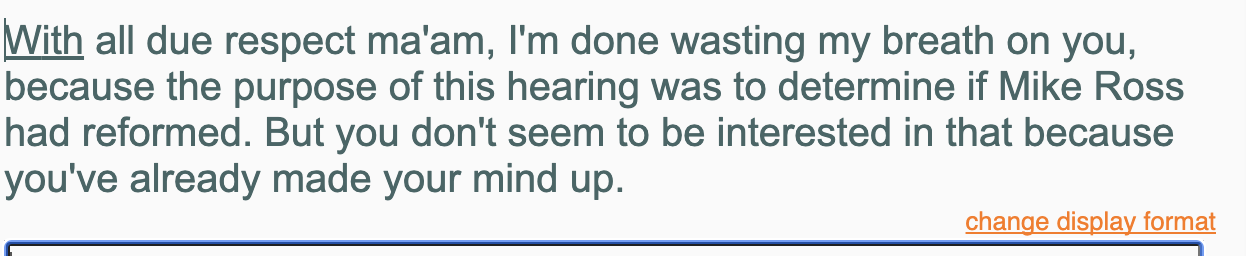 With all due respect ma'am, I'm done wasting my breath on you,
because the purpose of this hearing was to determine if Mike Ross
had reformed. But you don't seem to be interested in that because
you've already made your mind up.
change display format